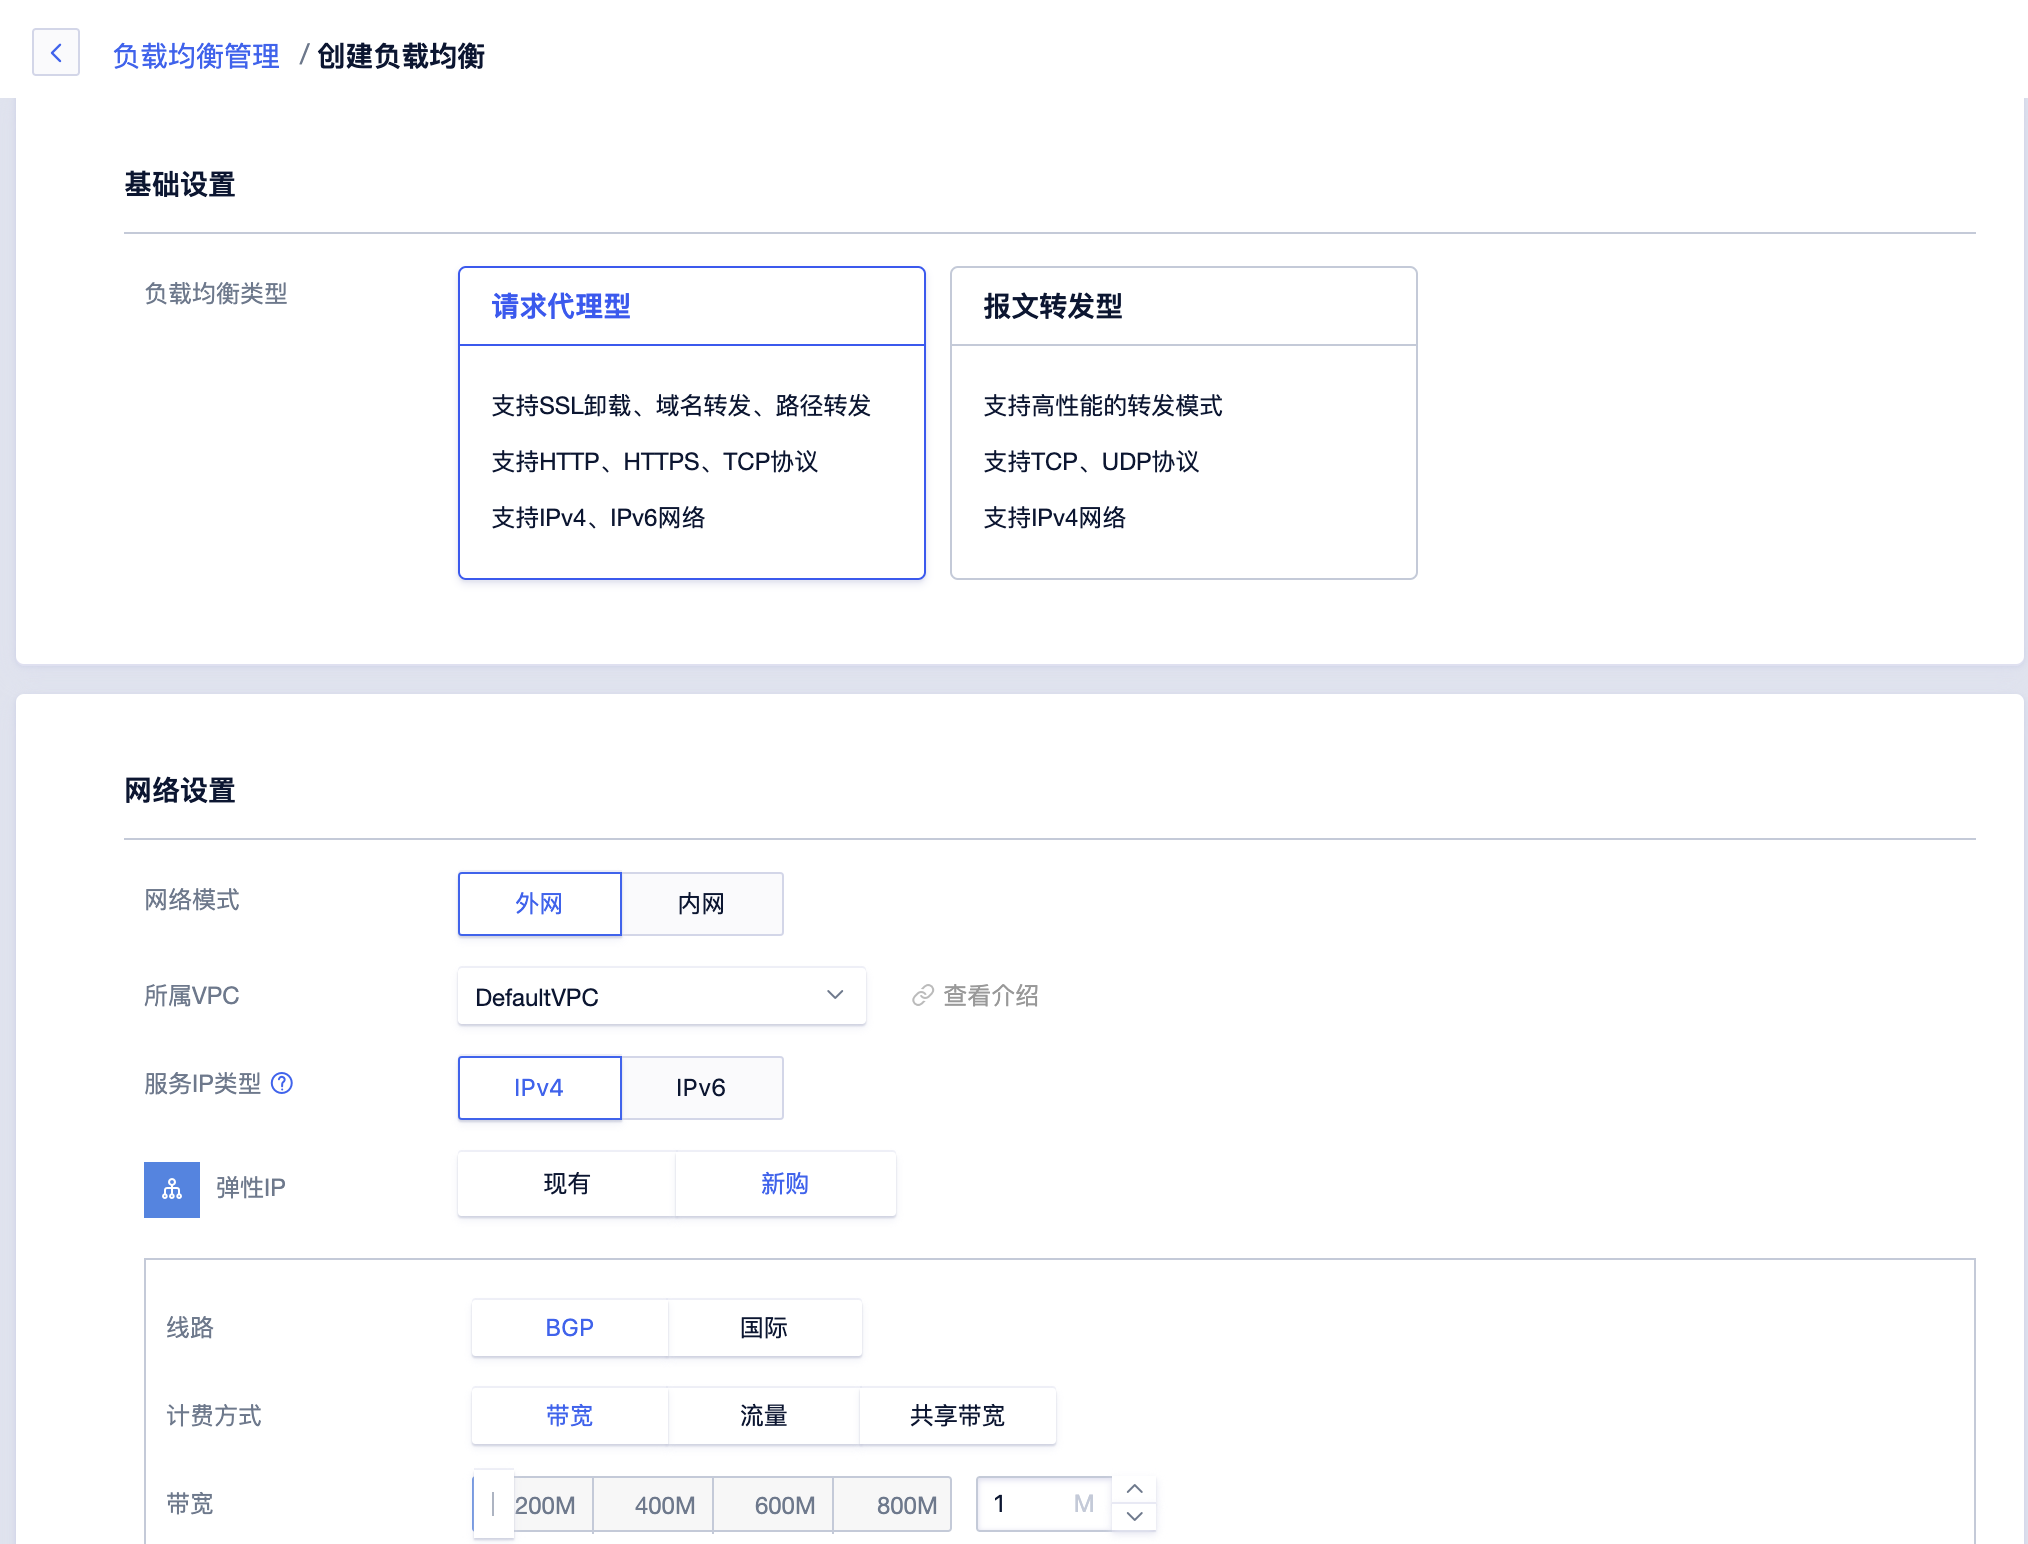 负载均衡管理 / 创建负载均衡
基础设置
负载均衡类型
请求代理型
支持SSL卸载、域名转发、路径转发
支持HTTP、HTTPS、TCP协议
支持IPv4、IPv6网络
报文转发型
支持高性能的转发模式
支持TCP、UDP协议
支持IPv4网络
网络设置
网络模式 外网 内网
所属VPC DefaultVPC 查看介绍
服务IP类型 ? IPv4 IPv6
弹性IP 现有 新购
线路 BGP 国际
计费方式 带宽 流量 共享带宽
带宽 200M 400M 600M 800M 1 M